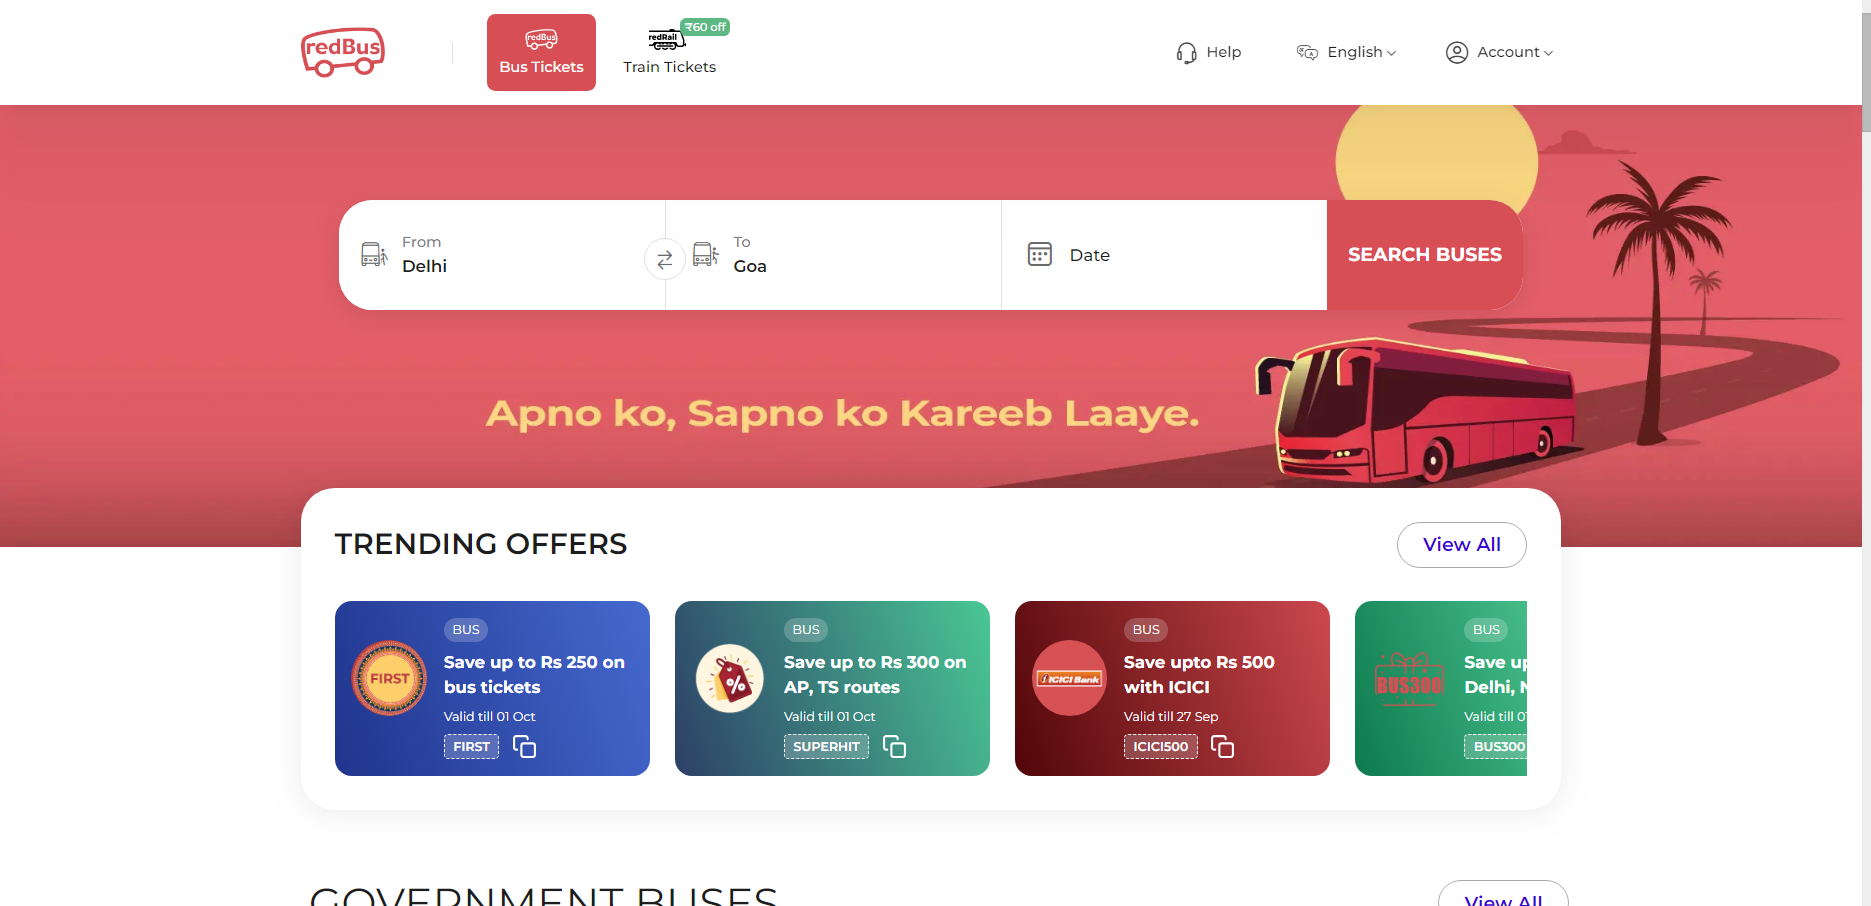 redBus
redBus
Bus Tickets
redRail
₹60 off
Train Tickets
Help
English
Account
From
Delhi
To
Goa
Date
SEARCH BUSES
Apno ko, Sapno ko Kareeb Laaye.
TRENDING OFFERS
View All
FIRST
BUS
Save up to Rs 250 on
bus tickets
Valid till 01 Oct
FIRST
BUS
Save up to Rs 300 on
AP, TS routes
Valid till 01 Oct
SUPERHIT
ICICI Bank
BUS
Save upto Rs 500
with ICICI
Valid till 27 Sep
ICICI500
BUS300
BUS
Save up
Delhi,
Valid till
BUS300
GOVERNMENT BUSES
View All